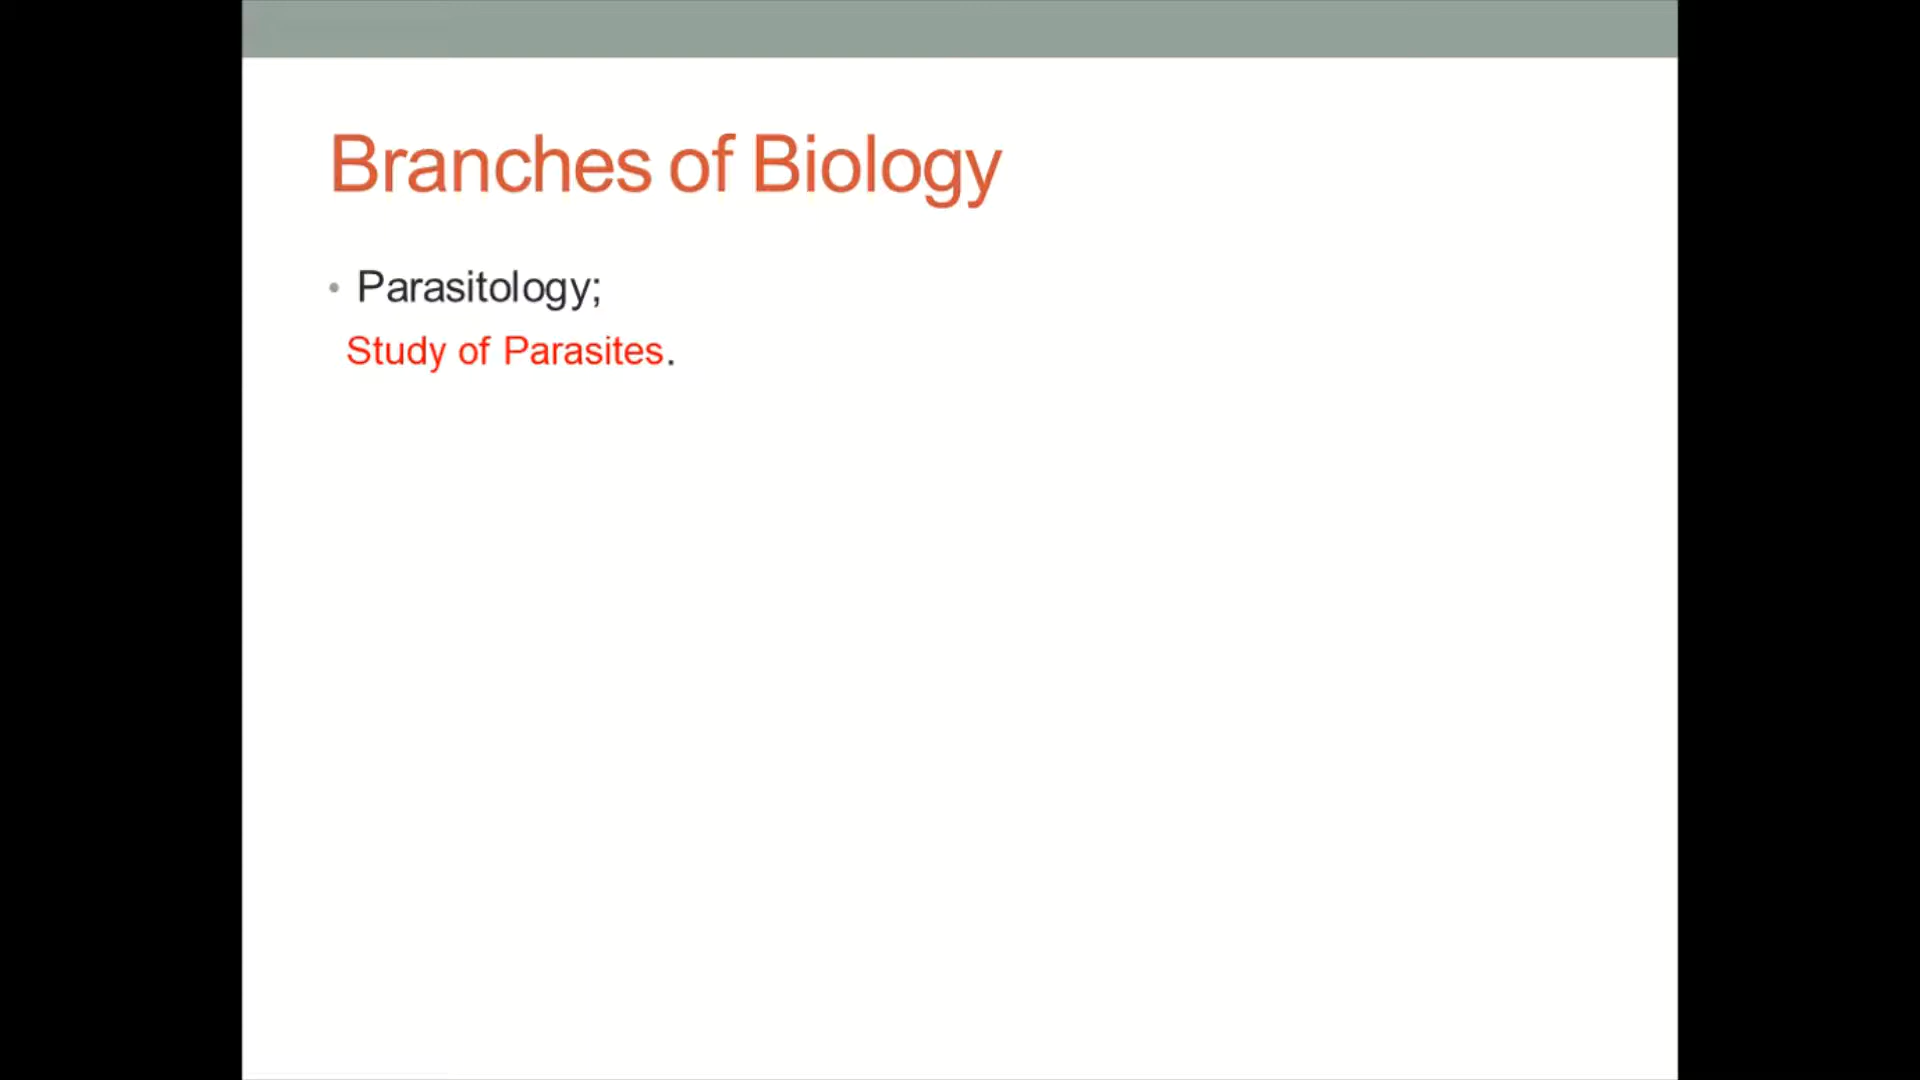 Branches of Biology
• Parasitology;
Study of Parasites.